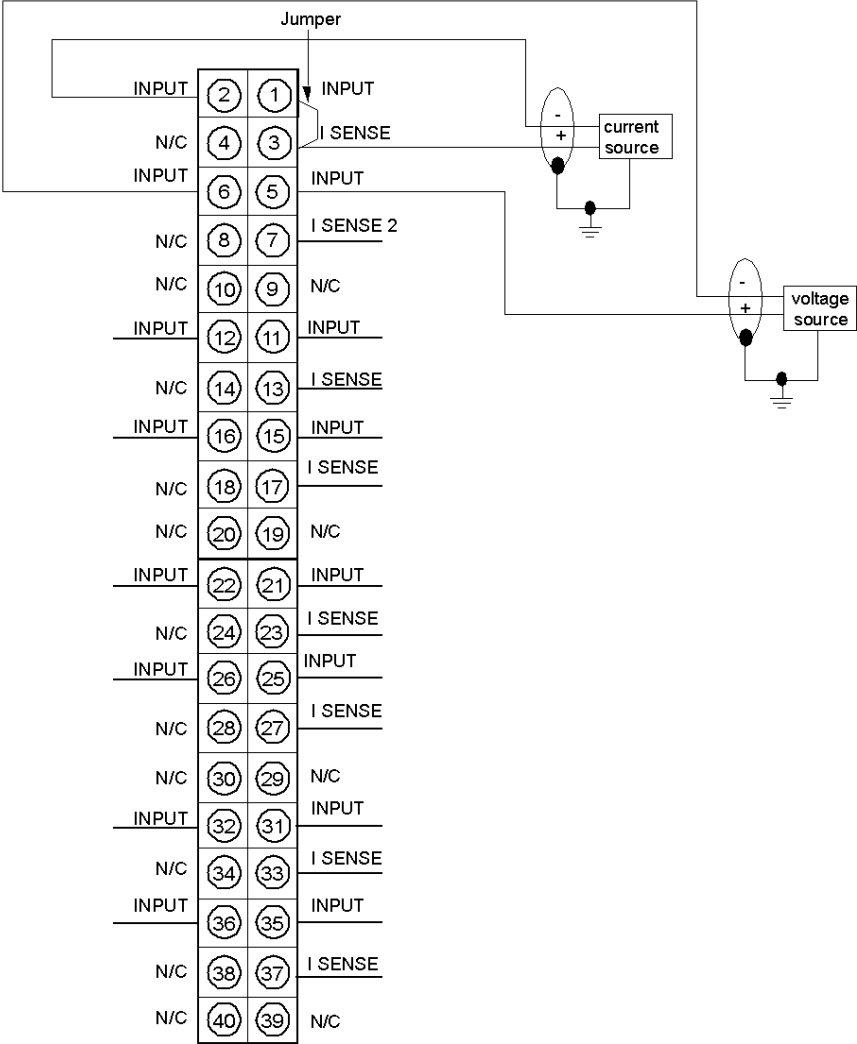 Jumper
INPUT 2 1 INPUT
- current
+ source
N/C 4 3 I SENSE
INPUT 6 5 INPUT
N/C 8 7 I SENSE 2
N/C 10 9 N/C
- voltage
+ source
INPUT 12 11 INPUT
N/C 14 13 I SENSE
INPUT 16 15 INPUT
N/C 18 17 I SENSE
N/C 20 19 N/C
INPUT 22 21 INPUT
N/C 24 23 I SENSE
INPUT 26 25 INPUT
N/C 28 27 I SENSE
N/C 30 29 N/C
INPUT 32 31 INPUT
N/C 34 33 I SENSE
INPUT 36 35 INPUT
N/C 38 37 I SENSE
N/C 40 39 N/C